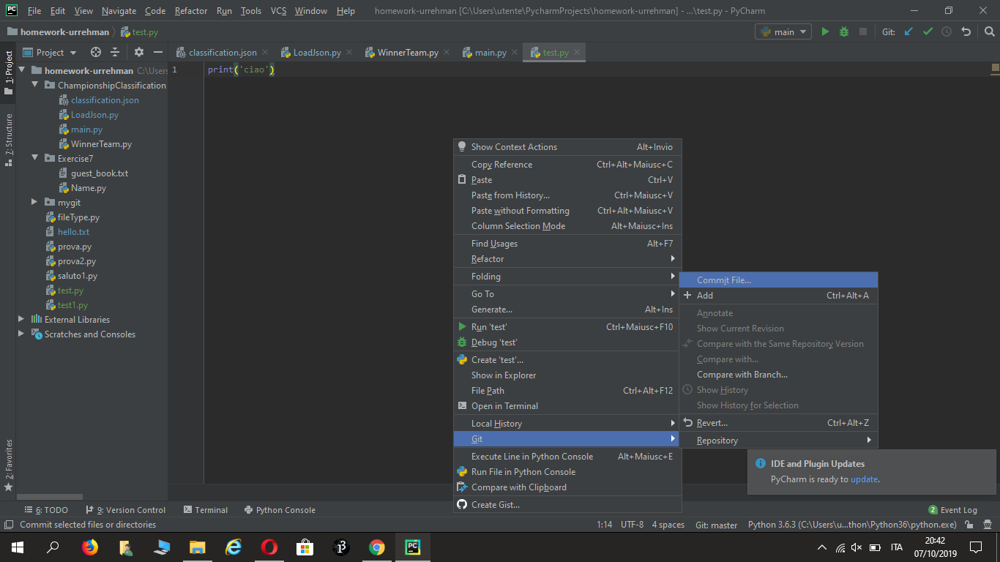 PC File Edit View Navigate Code Refactor Run Tools VCS Window Help homework-urrehman [C:\Users\utente\PycharmProjects\homework-urrehman] - ...\test.py - PyCharm
homework-urrehman test.py main Git:
1: Project
Project
classification.json LoadJson.py WinnerTeam.py main.py test.py
homework-urrehman C:\Users
ChampionshipClassification
classification.json
LoadJson.py
main.py
WinnerTeam.py
Exercise7
guest_book.txt
Name.py
mygit
fileType.py
hello.txt
prova.py
prova2.py
saluto1.py
test.py
test1.py
External Libraries
Scratches and Consoles
7: Structure
2: Favorites
1 print('ciao')
Show Context Actions Alt+Invio
Copy Reference Ctrl+Alt+Maiusc+C
Paste Ctrl+V
Paste from History... Ctrl+Maiusc+V
Paste without Formatting Ctrl+Alt+Maiusc+V
Column Selection Mode Alt+Maiusc+Ins
Find Usages Alt+F7
Refactor
Folding
Go To
Generate... Alt+Ins
Run 'test' Ctrl+Maiusc+F10
Debug 'test'
Create 'test'...
Show in Explorer
File Path Ctrl+Alt+F12
Open in Terminal
Local History
Git
Execute Line in Python Console Alt+Maiusc+E
Run File in Python Console
Compare with Clipboard
Create Gist...
Commit File...
Add Ctrl+Alt+A
Annotate
Show Current Revision
Compare with the Same Repository Version
Compare with...
Compare with Branch...
Show History
Show History for Selection
Revert... Ctrl+Alt+Z
Repository
IDE and Plugin Updates
PyCharm is ready to update.
6: TODO 9: Version Control Terminal Python Console 2 Event Log
Commit selected files or directories 1:14 UTF-8 4 spaces Git: master Python 3.6.3 (C:\Users\u...thon\Python36\python.exe)
PC ITA 20:42
07/10/2019